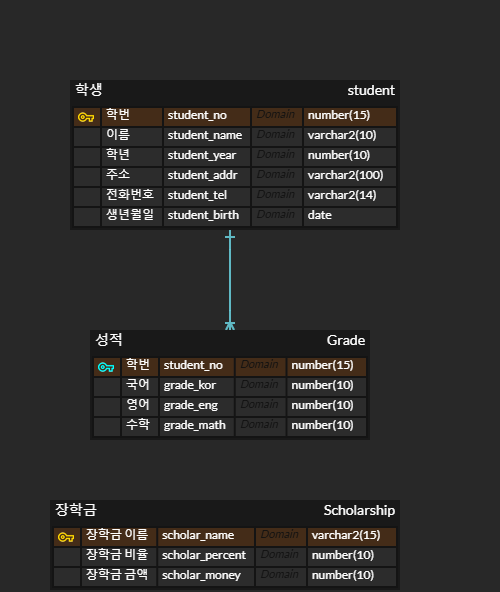 학생 student
학번 student_no Domain number(15)
이름 student_name Domain varchar2(10)
학년 student_year Domain number(10)
주소 student_addr Domain varchar2(100)
전화번호 student_tel Domain varchar2(14)
생년월일 student_birth Domain date
성적 Grade
학번 student_no Domain number(15)
국어 grade_kor Domain number(10)
영어 grade_eng Domain number(10)
수학 grade_math Domain number(10)
장학금 Scholarship
장학금 이름 scholar_name Domain varchar2(15)
장학금 비율 scholar_percent Domain number(10)
장학금 금액 scholar_money Domain number(10)